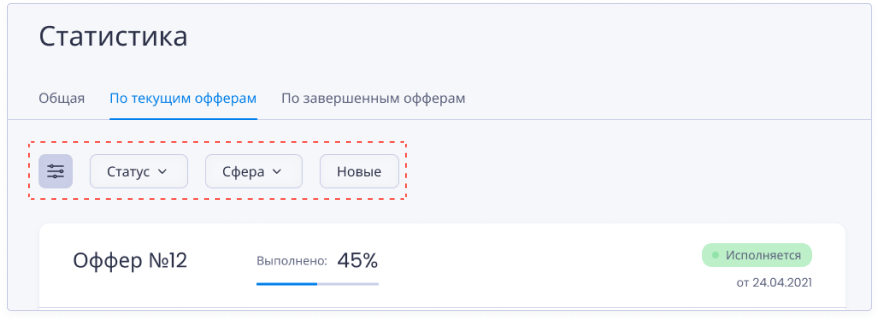 Статистика
Общая По текущим офферам По завершенным офферам
Статус Сфера Новые
Оффер №12 Выполнено: 45% Исполняется
от 24.04.2021